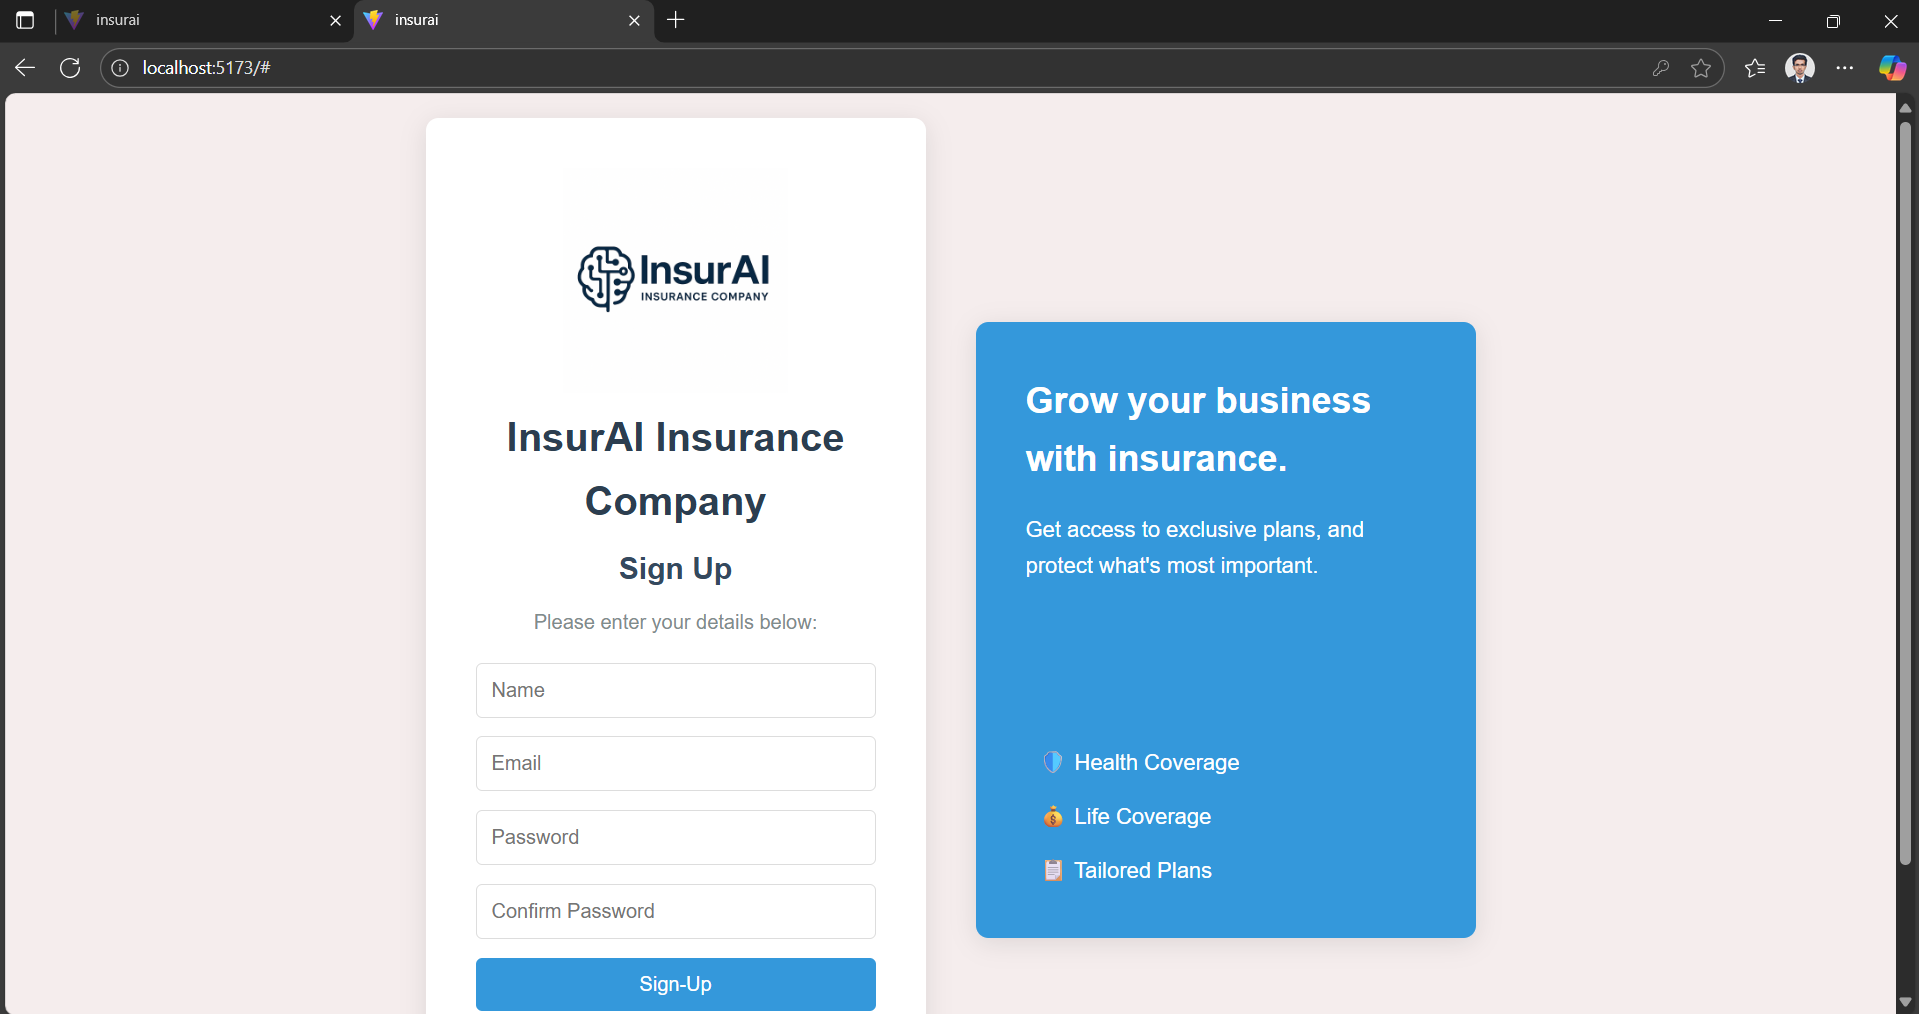 insurai
insurai
localhost:5173/#
InsurAI
INSURANCE COMPANY
InsurAI Insurance
Company
Sign Up
Please enter your details below:
Name
Email
Password
Confirm Password
Sign-Up
Grow your business
with insurance.
Get access to exclusive plans, and
protect what's most important.
Health Coverage
Life Coverage
Tailored Plans